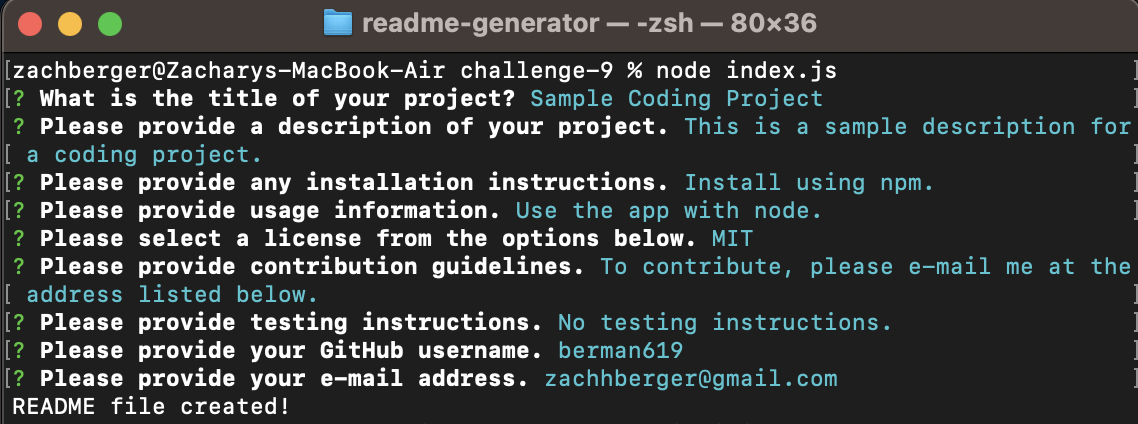 readme-generator — -zsh — 80×36
[zachberger@Zacharys-MacBook-Air challenge-9 % node index.js ]
[? What is the title of your project? Sample Coding Project ]
? Please provide a description of your project. This is a sample description for
[ a coding project. ]
[? Please provide any installation instructions. Install using npm. ]
[? Please provide usage information. Use the app with node. ]
? Please select a license from the options below. MIT
? Please provide contribution guidelines. To contribute, please e-mail me at the
[ address listed below. ]
[? Please provide testing instructions. No testing instructions. ]
[? Please provide your GitHub username. berman619 ]
[? Please provide your e-mail address. zachhberger@gmail.com ]
README file created!